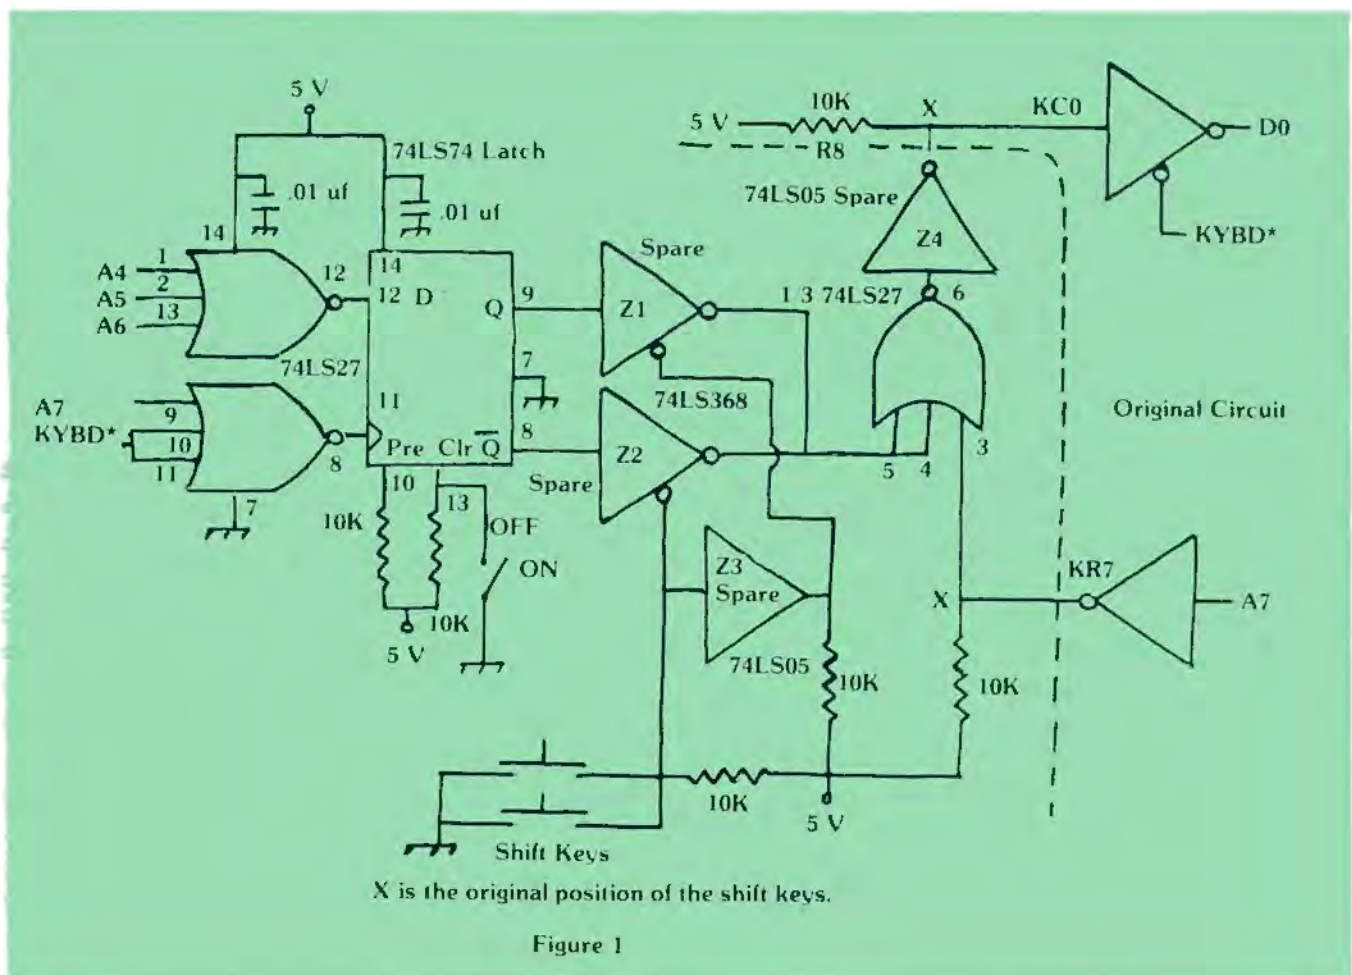 5 V
74LS74 Latch
.01 uf
.01 uf
5 V
10K
X
KC0
D0
R8
74LS05 Spare
KYBD*
Z4
14
A4
1
A5
2
A6
13
12
74LS27
14
12 D
Q
9
Spare
Z1
1 3 74LS27
6
7
74LS368
Original Circuit
A7
KYBD*
9
10
11
8
7
11
Pre Clr Q
8
Z2
Spare
5
4
3
10
13
10K
OFF
ON
10K
5 V
Z3
Spare
74LS05
10K
KR7
X
A7
10K
10K
5 V
Shift Keys
X is the original position of the shift keys.
Figure 1